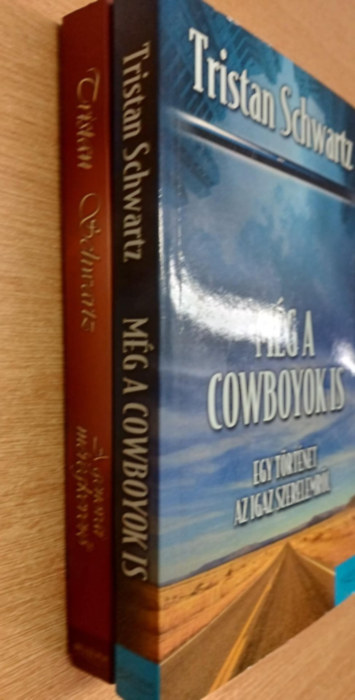 Tristan Schwartz
Tristan Schwartz MÉG A COWBOYOK IS
Tristan Schwartz
MÉG A
COWBOYOK IS
EGY TÖRTÉNET
AZ IGAZ SZERELEMRŐL